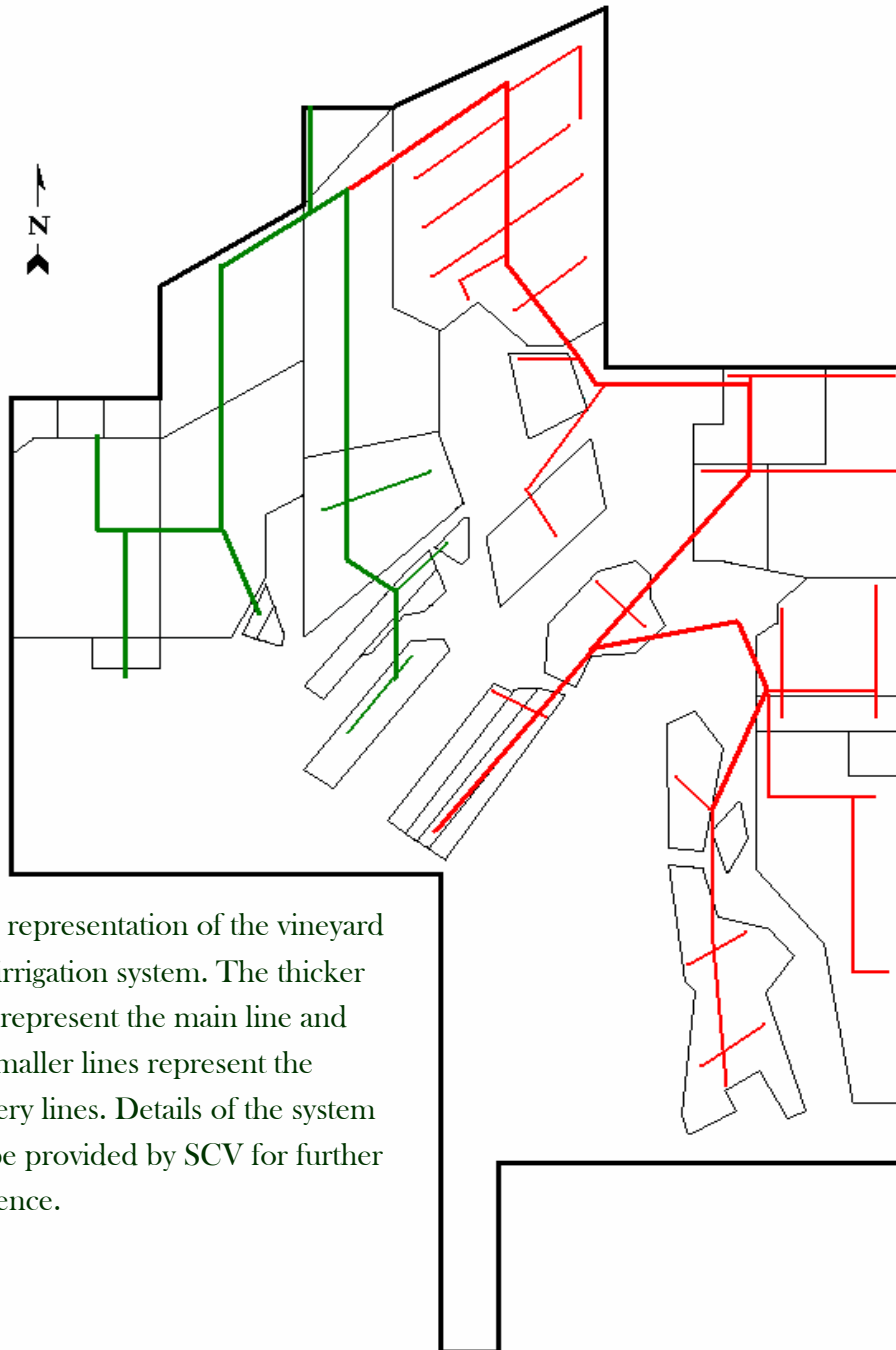 N
representation of the vineyard
irrigation system. The thicker
represent the main line and
maller lines represent the
ery lines. Details of the system
be provided by SCV for further
ence.